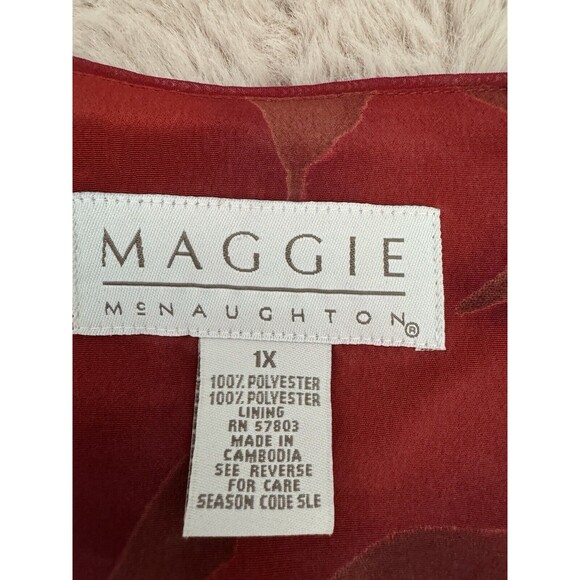 MAGGIE
McNAUGHTON®
1X
100% POLYESTER
100% POLYESTER
LINING
RN 57803
MADE IN
CAMBODIA
SEE REVERSE
FOR CARE
SEASON CODE SLE